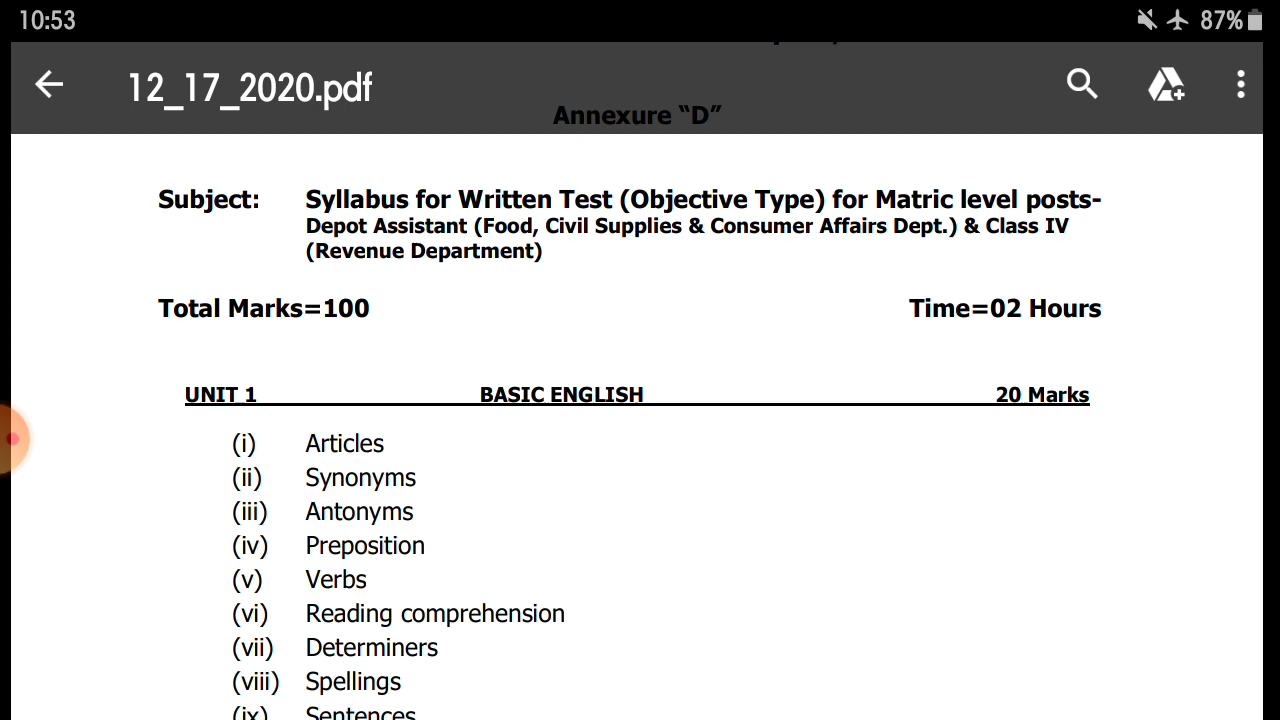 10:53
87%
12_17_2020.pdf
Annexure “D”
Subject: Syllabus for Written Test (Objective Type) for Matric level posts-
Depot Assistant (Food, Civil Supplies & Consumer Affairs Dept.) & Class IV
(Revenue Department)
Total Marks=100 Time=02 Hours
UNIT 1 BASIC ENGLISH 20 Marks
(i) Articles
(ii) Synonyms
(iii) Antonyms
(iv) Preposition
(v) Verbs
(vi) Reading comprehension
(vii) Determiners
(viii) Spellings
(ix) Sentences